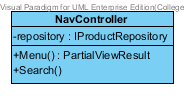 Visual Paradigm for UML Enterprise Edition(College
NavController
-repository : IProductRepository
+Menu() : PartialViewResult
+Search()